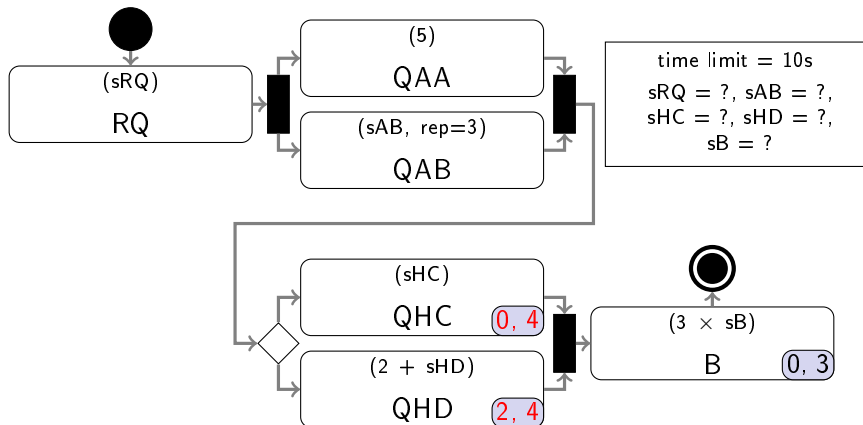 (sRQ)
RQ
(5)
QAA
(sAB, rep=3)
QAB
time limit = 10s
sRQ = ?, sAB = ?,
sHC = ?, sHD = ?,
sB = ?
(sHC)
QHC
0, 4
(2 + sHD)
QHD
2, 4
(3 × sB)
B
0, 3